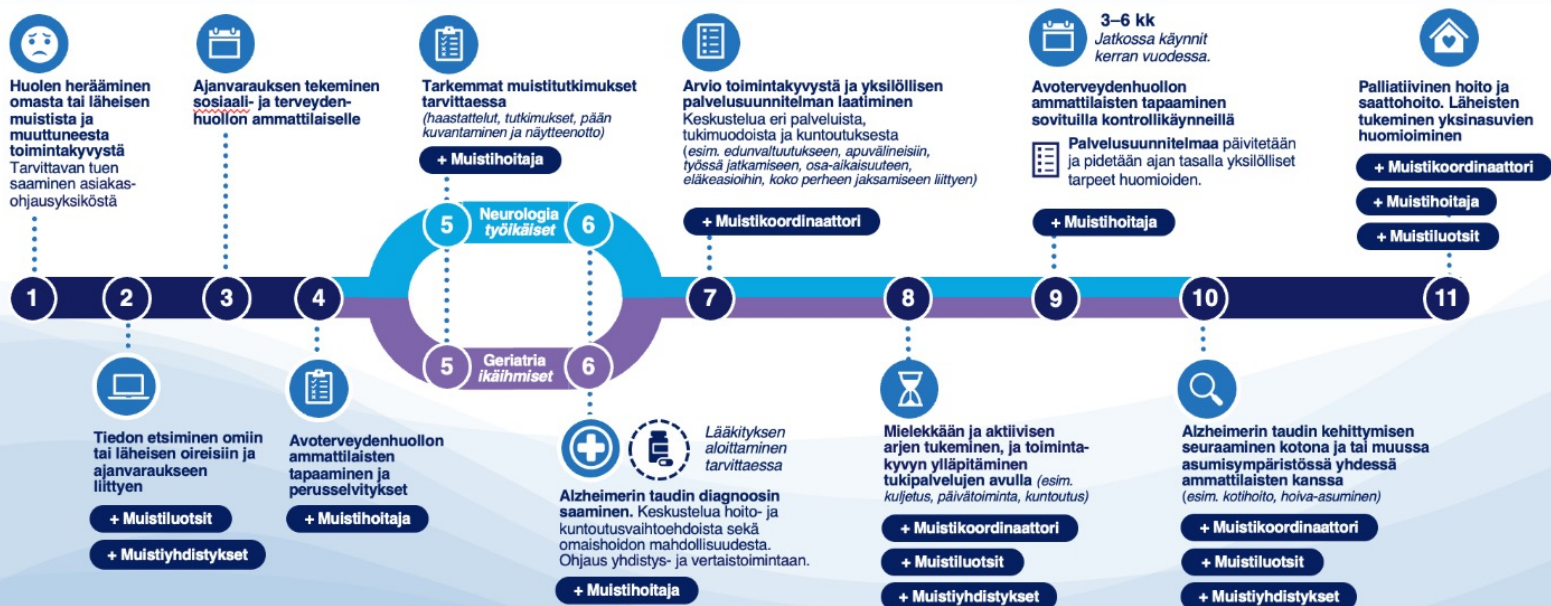 Huolen herääminen
omasta tai läheisen
muistista ja
muuttuneesta
toimintakyvystä
Tarvittavan tuen
saaminen asiakas-
ohjausyksiköstä
Ajanvarauksen tekeminen
sosiaali- ja terveyden-
huollon ammattilaiselle
Tarkemmat muistitutkimukset
tarvittaessa
(haastattelut, tutkimukset, pään
kuvantaminen ja näytteenotto)
+ Muistihoitaja
Arvio toimintakyvystä ja yksilöllisen
palvelusuunnitelman laatiminen
Keskustelua eri palveluista,
tukimuodoista ja kuntoutuksesta
(esim. edunvaltuutukseen, apuvälineisiin,
työssä jatkamiseen, osa-aikaisuuteen,
eläkeasioihin, koko perheen jaksamiseen liittyen)
+ Muistikoordinaattori
3–6 kk
Jatkossa käynnit
kerran vuodessa.
Avoterveydenhuollon
ammattilaisten tapaaminen
sovituilla kontrollikäynneillä
Palvelusuunnitelmaa päivitetään
ja pidetään ajan tasalla yksilölliset
tarpeet huomioiden.
+ Muistihoitaja
Palliatiivinen hoito ja
saattohoito. Läheisten
tukeminen yksinasuvien
huomioiminen
+ Muistikoordinaattori
+ Muistihoitaja
+ Muistiluotsit
5 Neurologia 6
työikäiset
1 2 3 4 7 8 9 10 11
5 Geriatria 6
ikäihmiset
Tiedon etsiminen omiin
tai läheisen oireisiin ja
ajanvaraukseen
liittyen
+ Muistiluotsit
+ Muistiyhdistykset
Avoterveydenhuollon
ammattilaisten
tapaaminen ja
perusselvitykset
+ Muistihoitaja
Lääkityksen
aloittaminen
tarvittaessa
Alzheimerin taudin diagnoosin
saaminen. Keskustelua hoito- ja
kuntoutusvaihtoehdoista sekä
omaishoidon mahdollisuudesta.
Ohjaus yhdistys- ja vertaistoimintaan.
+ Muistihoitaja
Mielekkään ja aktiivisen
arjen tukeminen, ja toiminta-
kyvyn ylläpitäminen
tukipalvelujen avulla (esim.
kuljetus, päivätoiminta, kuntoutus)
+ Muistikoordinaattori
+ Muistiluotsit
+ Muistiyhdistykset
Alzheimerin taudin kehittymisen
seuraaminen kotona ja tai muussa
asumisympäristössä yhdessä
ammattilaisten kanssa
(esim. kotihoito, hoiva-asuminen)
+ Muistikoordinaattori
+ Muistiluotsit
+ Muistiyhdistykset